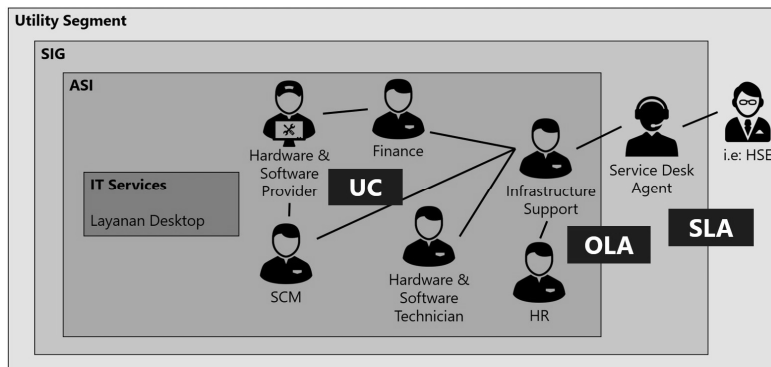 Utility Segment
SIG
ASI
IT Services
Layanan Desktop
Hardware &
Software
Provider
Finance
UC
SCM
Hardware &
Software
Technician
Infrastructure
Support
HR
OLA
Service Desk
Agent
SLA
i.e: HSE